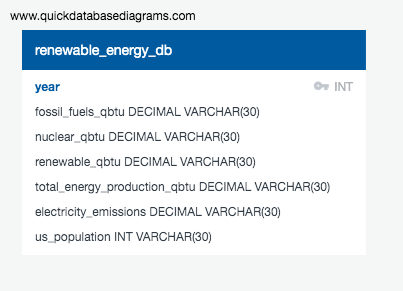 www.quickdatabasediagrams.com
renewable_energy_db
year INT
fossil_fuels_qbtu DECIMAL VARCHAR(30)
nuclear_qbtu DECIMAL VARCHAR(30)
renewable_qbtu DECIMAL VARCHAR(30)
total_energy_production_qbtu DECIMAL VARCHAR(30)
electricity_emissions DECIMAL VARCHAR(30)
us_population INT VARCHAR(30)